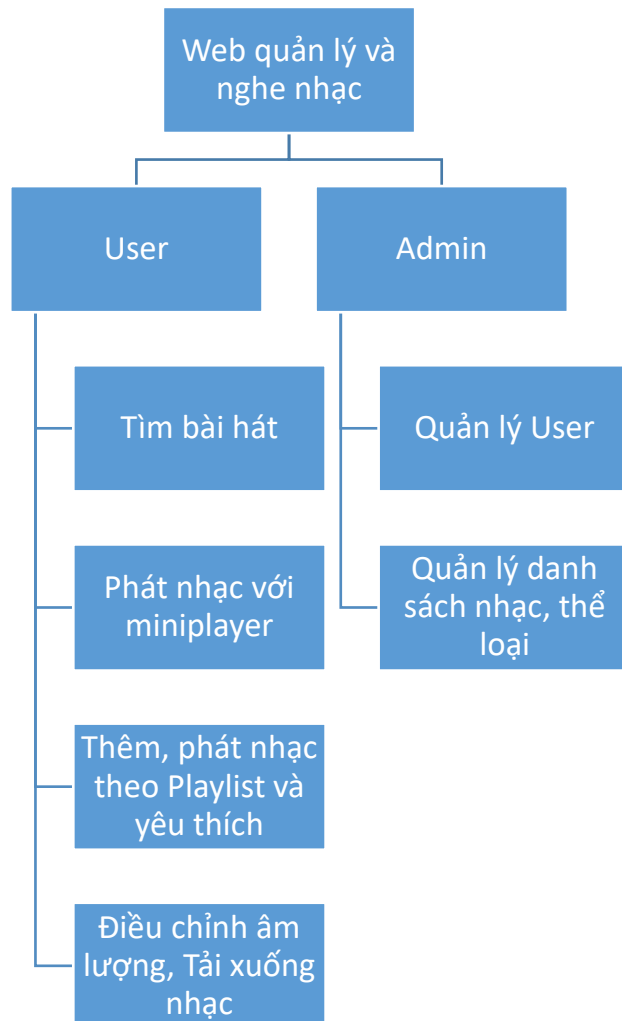 Web quản lý và
nghe nhạc
User
Admin
Tìm bài hát
Quản lý User
Phát nhạc với
miniplayer
Quản lý danh
sách nhạc, thể
loại
Thêm, phát nhạc
theo Playlist và
yêu thích
Điều chỉnh âm
lượng, Tải xuống
nhạc